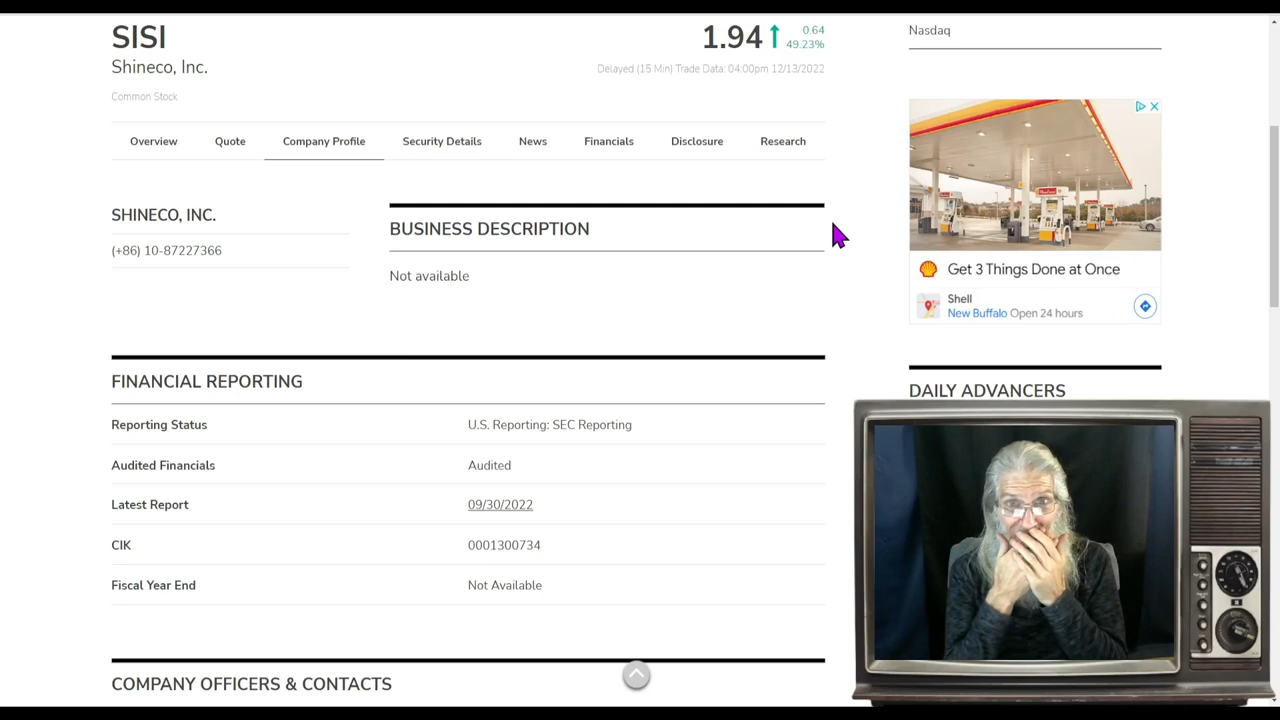 SISI
1.94
0.64
49.23%
Shineco, Inc.
Delayed (15 Min) Trade Data: 04:00pm 12/13/2022
Common Stock
Overview Quote Company Profile Security Details News Financials Disclosure Research
SHINECO, INC.
(+86) 10-87227366
BUSINESS DESCRIPTION
Not available
FINANCIAL REPORTING
Reporting Status U.S. Reporting: SEC Reporting
Audited Financials Audited
Latest Report 09/30/2022
CIK 0001300734
Fiscal Year End Not Available
COMPANY OFFICERS & CONTACTS
Nasdaq
Get 3 Things Done at Once
Shell
New Buffalo Open 24 hours
DAILY ADVANCERS